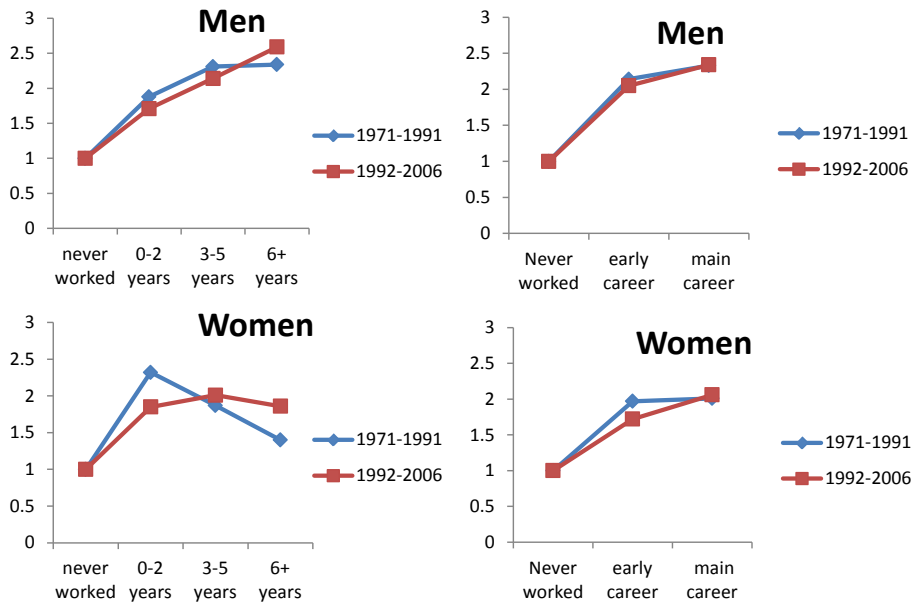 Men
3
2.5
2
1.5
1
0.5
0
never worked
0-2 years
3-5 years
6+ years
1971-1991
1992-2006
Men
3
2.5
2
1.5
1
0.5
0
Never worked
early career
main career
1971-1991
1992-2006
Women
3
2.5
2
1.5
1
0.5
0
never worked
0-2 years
3-5 years
6+ years
1971-1991
1992-2006
Women
3
2.5
2
1.5
1
0.5
0
Never worked
early career
main career
1971-1991
1992-2006